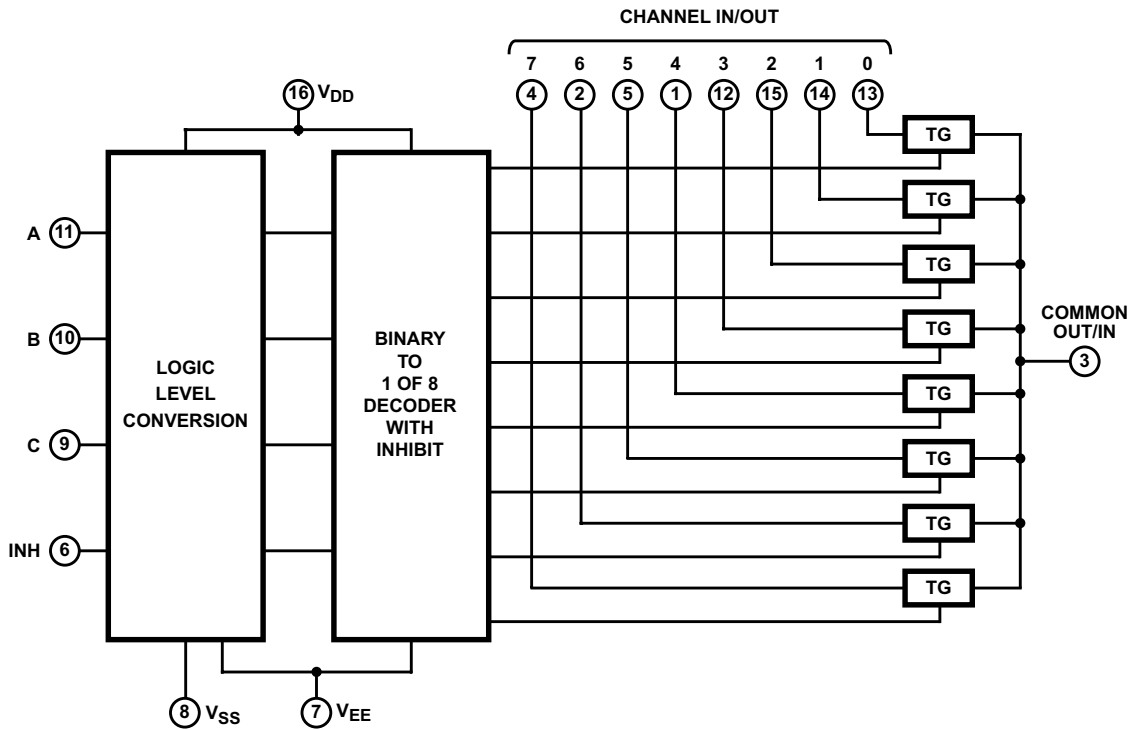 CHANNEL IN/OUT
7 6 5 4 3 2 1 0
4 2 5 1 12 15 14 13
16 VDD
TG
TG
TG
TG
TG
TG
TG
TG
A 11
B 10
C 9
INH 6
LOGIC
LEVEL
CONVERSION
BINARY
TO
1 OF 8
DECODER
WITH
INHIBIT
COMMON
OUT/IN
3
8 VSS
7 VEE